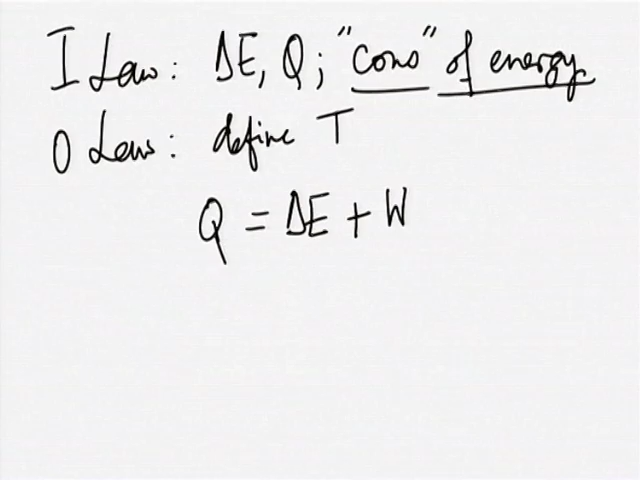 I Law: ΔE, Q; "cons" of energy
0 Law: define T
Q = ΔE + W